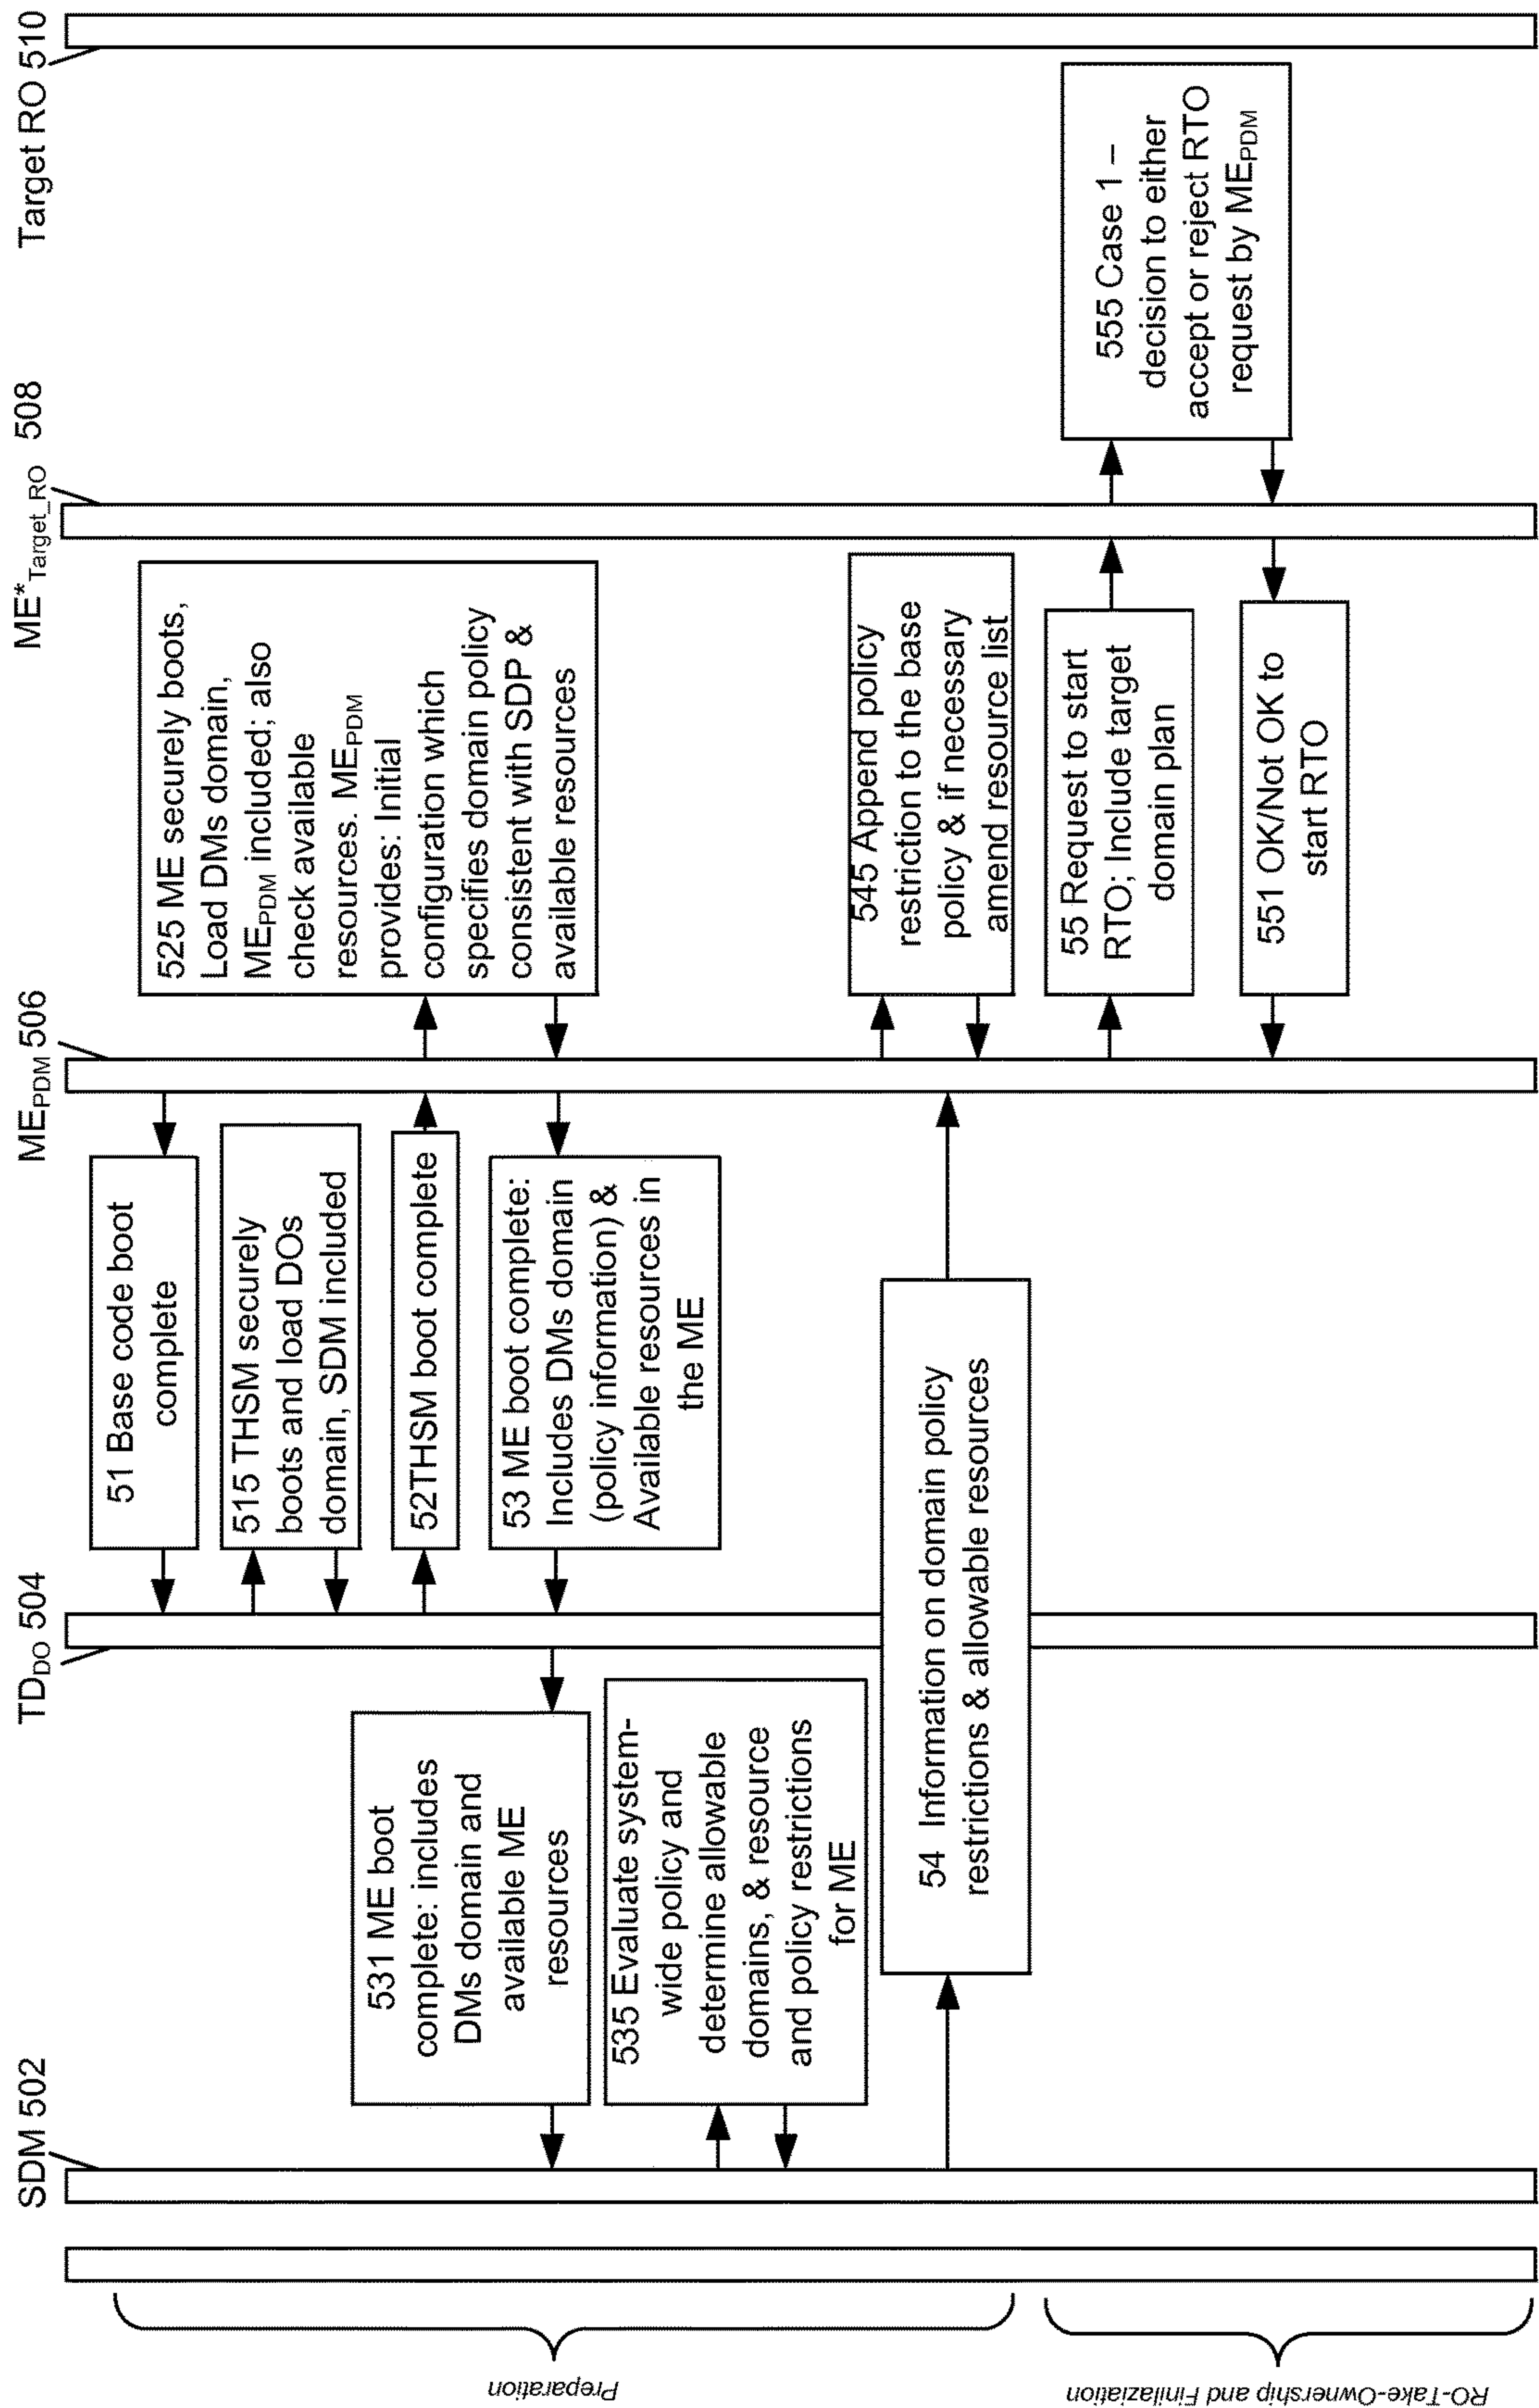 SDM 502
TD_DO 504
ME_PDM 506
ME*_Target_RO 508
Target RO 510
Preparation
51 Base code boot
complete
515 THSM securely
boots and load DOs
domain, SDM included
52THSM boot complete
525 ME securely boots,
Load DMs domain,
ME_PDM included; also
check available
resources. ME_PDM
provides: Initial
configuration which
specifies domain policy
consistent with SDP &
available resources
53 ME boot complete:
Includes DMs domain
(policy information) &
Available resources in
the ME
531 ME boot
complete: includes
DMs domain and
available ME
resources
535 Evaluate system-
wide policy and
determine allowable
domains, & resource
and policy restrictions
for ME
54 Information on domain policy
restrictions & allowable resources
545 Append policy
restriction to the base
policy & if necessary
amend resource list
RO-Take-Ownership and Finilaziation
55 Request to start
RTO; Include target
domain plan
555 Case 1 –
decision to either
accept or reject RTO
request by ME_PDM
551 OK/Not OK to
start RTO